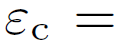 ε_c =